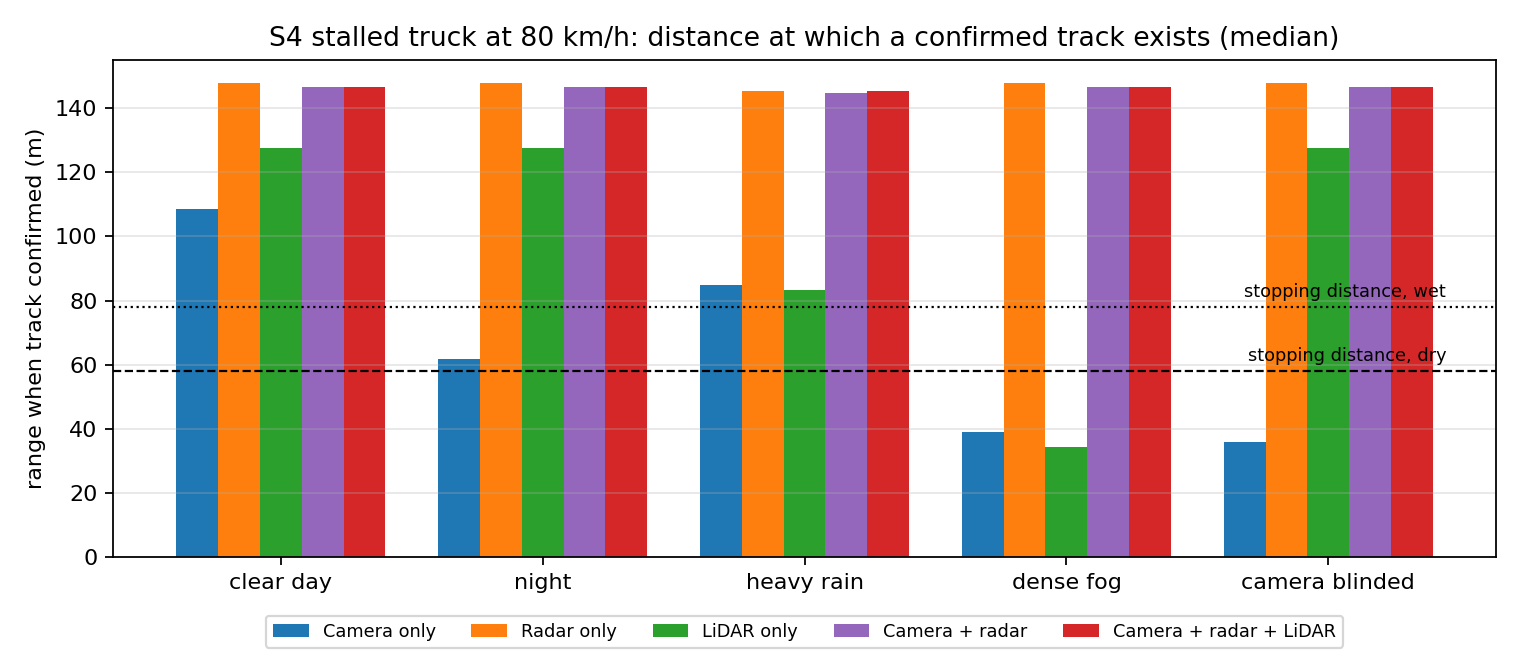 S4 stalled truck at 80 km/h: distance at which a confirmed track exists (median)
range when track confirmed (m)
140
120
100
80
60
40
20
0
stopping distance, wet
stopping distance, dry
clear day
night
heavy rain
dense fog
camera blinded
Camera only
Radar only
LiDAR only
Camera + radar
Camera + radar + LiDAR